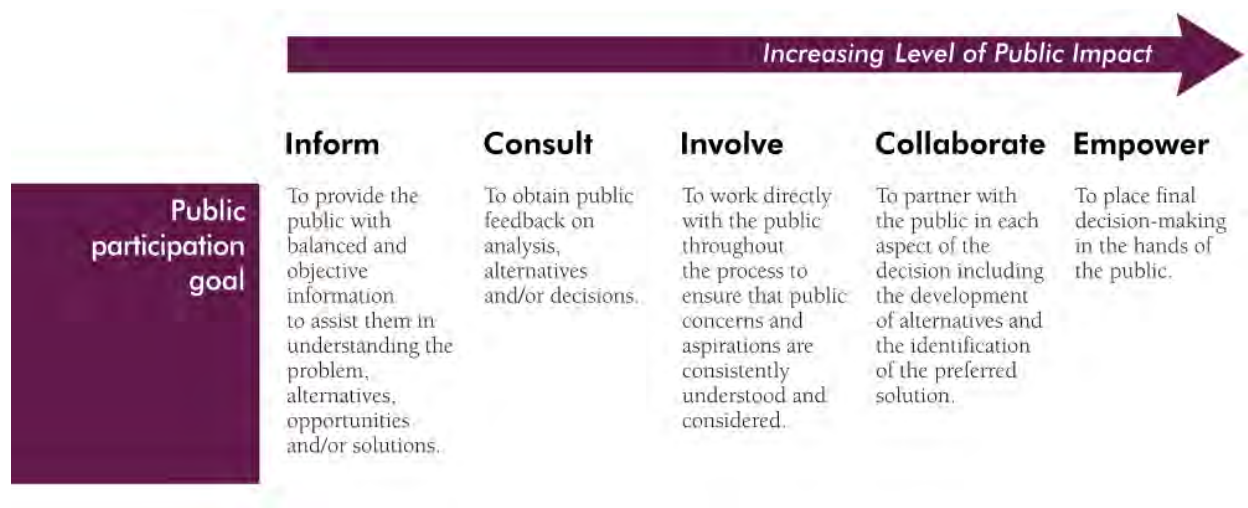 Increasing Level of Public Impact
Public
participation
goal
Inform
To provide the
public with
balanced and
objective
information
to assist them in
understanding the
problem,
alternatives,
opportunities
and/or solutions.
Consult
To obtain public
feedback on
analysis,
alternatives
and/or decisions.
Involve
To work directly
with the public
throughout
the process to
ensure that public
concerns and
aspirations are
consistently
understood and
considered.
Collaborate
To partner with
the public in each
aspect of the
decision including
the development
of alternatives and
the identification
of the preferred
solution.
Empower
To place final
decision-making
in the hands of
the public.